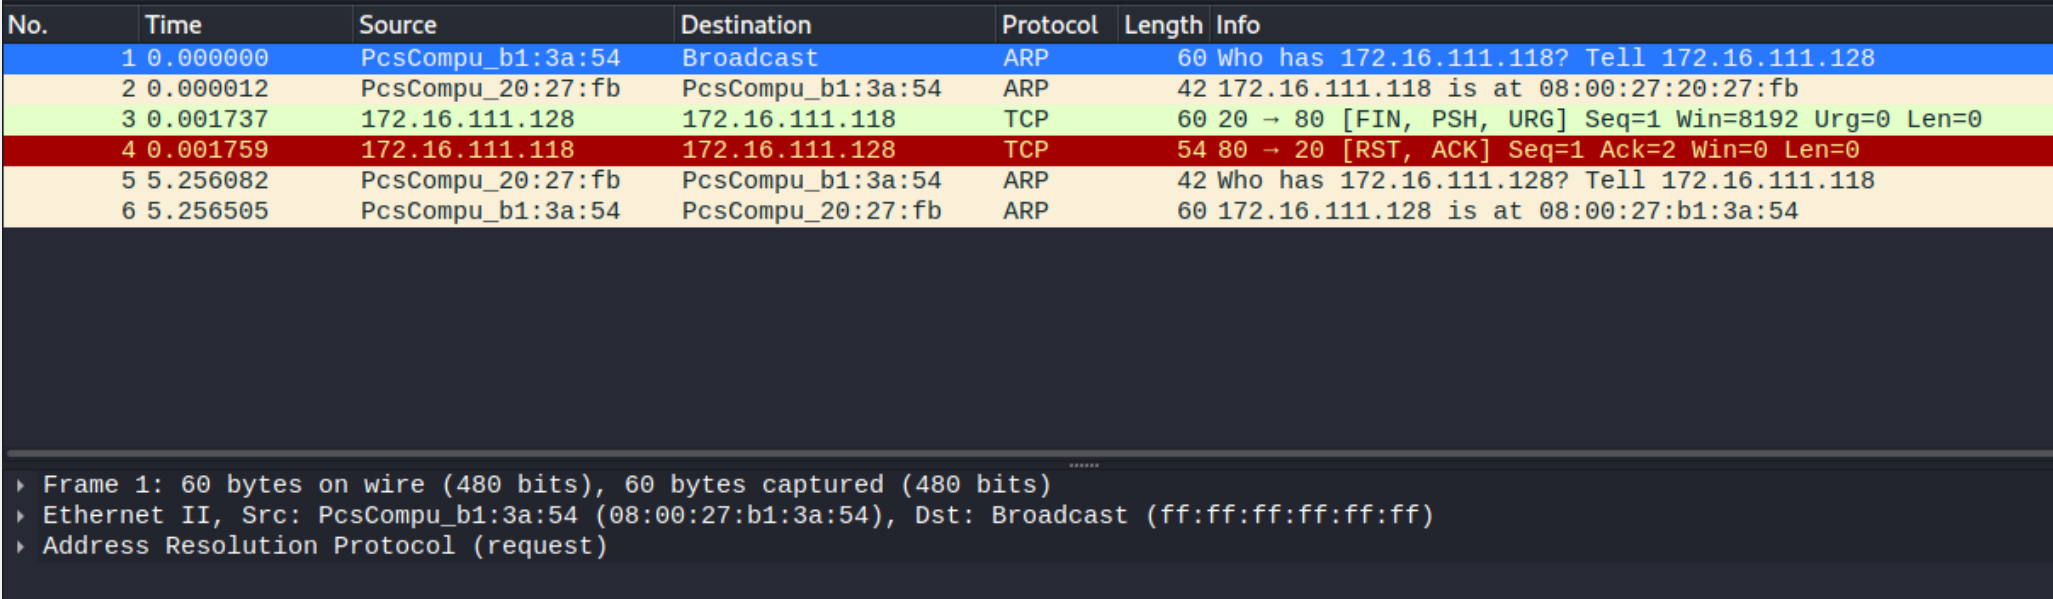 No. Time Source Destination Protocol Length Info
1 0.000000 PcsCompu_b1:3a:54 Broadcast ARP 60 Who has 172.16.111.118? Tell 172.16.111.128
2 0.000012 PcsCompu_20:27:fb PcsCompu_b1:3a:54 ARP 42 172.16.111.118 is at 08:00:27:20:27:fb
3 0.001737 172.16.111.128 172.16.111.118 TCP 60 20 → 80 [FIN, PSH, URG] Seq=1 Win=8192 Urg=0 Len=0
4 0.001759 172.16.111.118 172.16.111.128 TCP 54 80 → 20 [RST, ACK] Seq=1 Ack=2 Win=0 Len=0
5 5.256082 PcsCompu_20:27:fb PcsCompu_b1:3a:54 ARP 42 Who has 172.16.111.128? Tell 172.16.111.118
6 5.256505 PcsCompu_b1:3a:54 PcsCompu_20:27:fb ARP 60 172.16.111.128 is at 08:00:27:b1:3a:54
Frame 1: 60 bytes on wire (480 bits), 60 bytes captured (480 bits)
Ethernet II, Src: PcsCompu_b1:3a:54 (08:00:27:b1:3a:54), Dst: Broadcast (ff:ff:ff:ff:ff:ff)
Address Resolution Protocol (request)